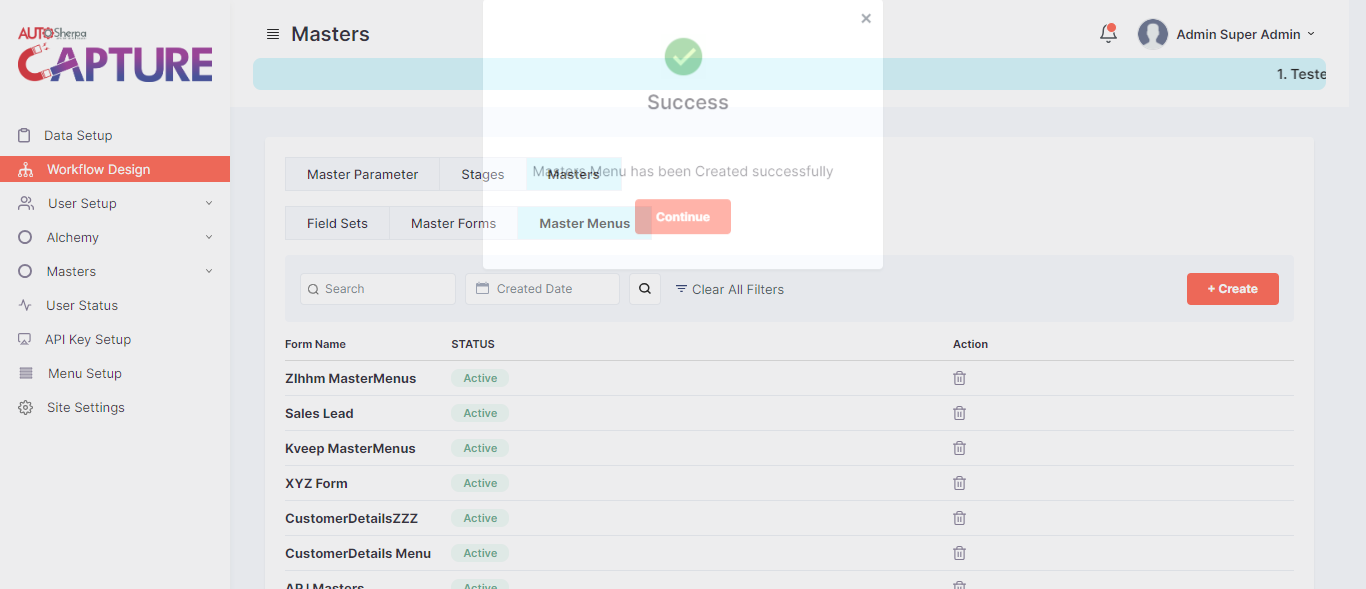 AUTOSherpa
CAPTURE
Masters
Admin Super Admin
1. Teste
Data Setup
Workflow Design
User Setup
Alchemy
Masters
User Status
API Key Setup
Menu Setup
Site Settings
Success
Masters Menu has been Created successfully
Continue
Master Parameter
Stages
Masters
Field Sets
Master Forms
Master Menus
Search
Created Date
Clear All Filters
+ Create
Form Name STATUS Action
ZIhhm MasterMenus Active
Sales Lead Active
Kveep MasterMenus Active
XYZ Form Active
CustomerDetailsZZZ Active
CustomerDetails Menu Active
APJ Masters Active